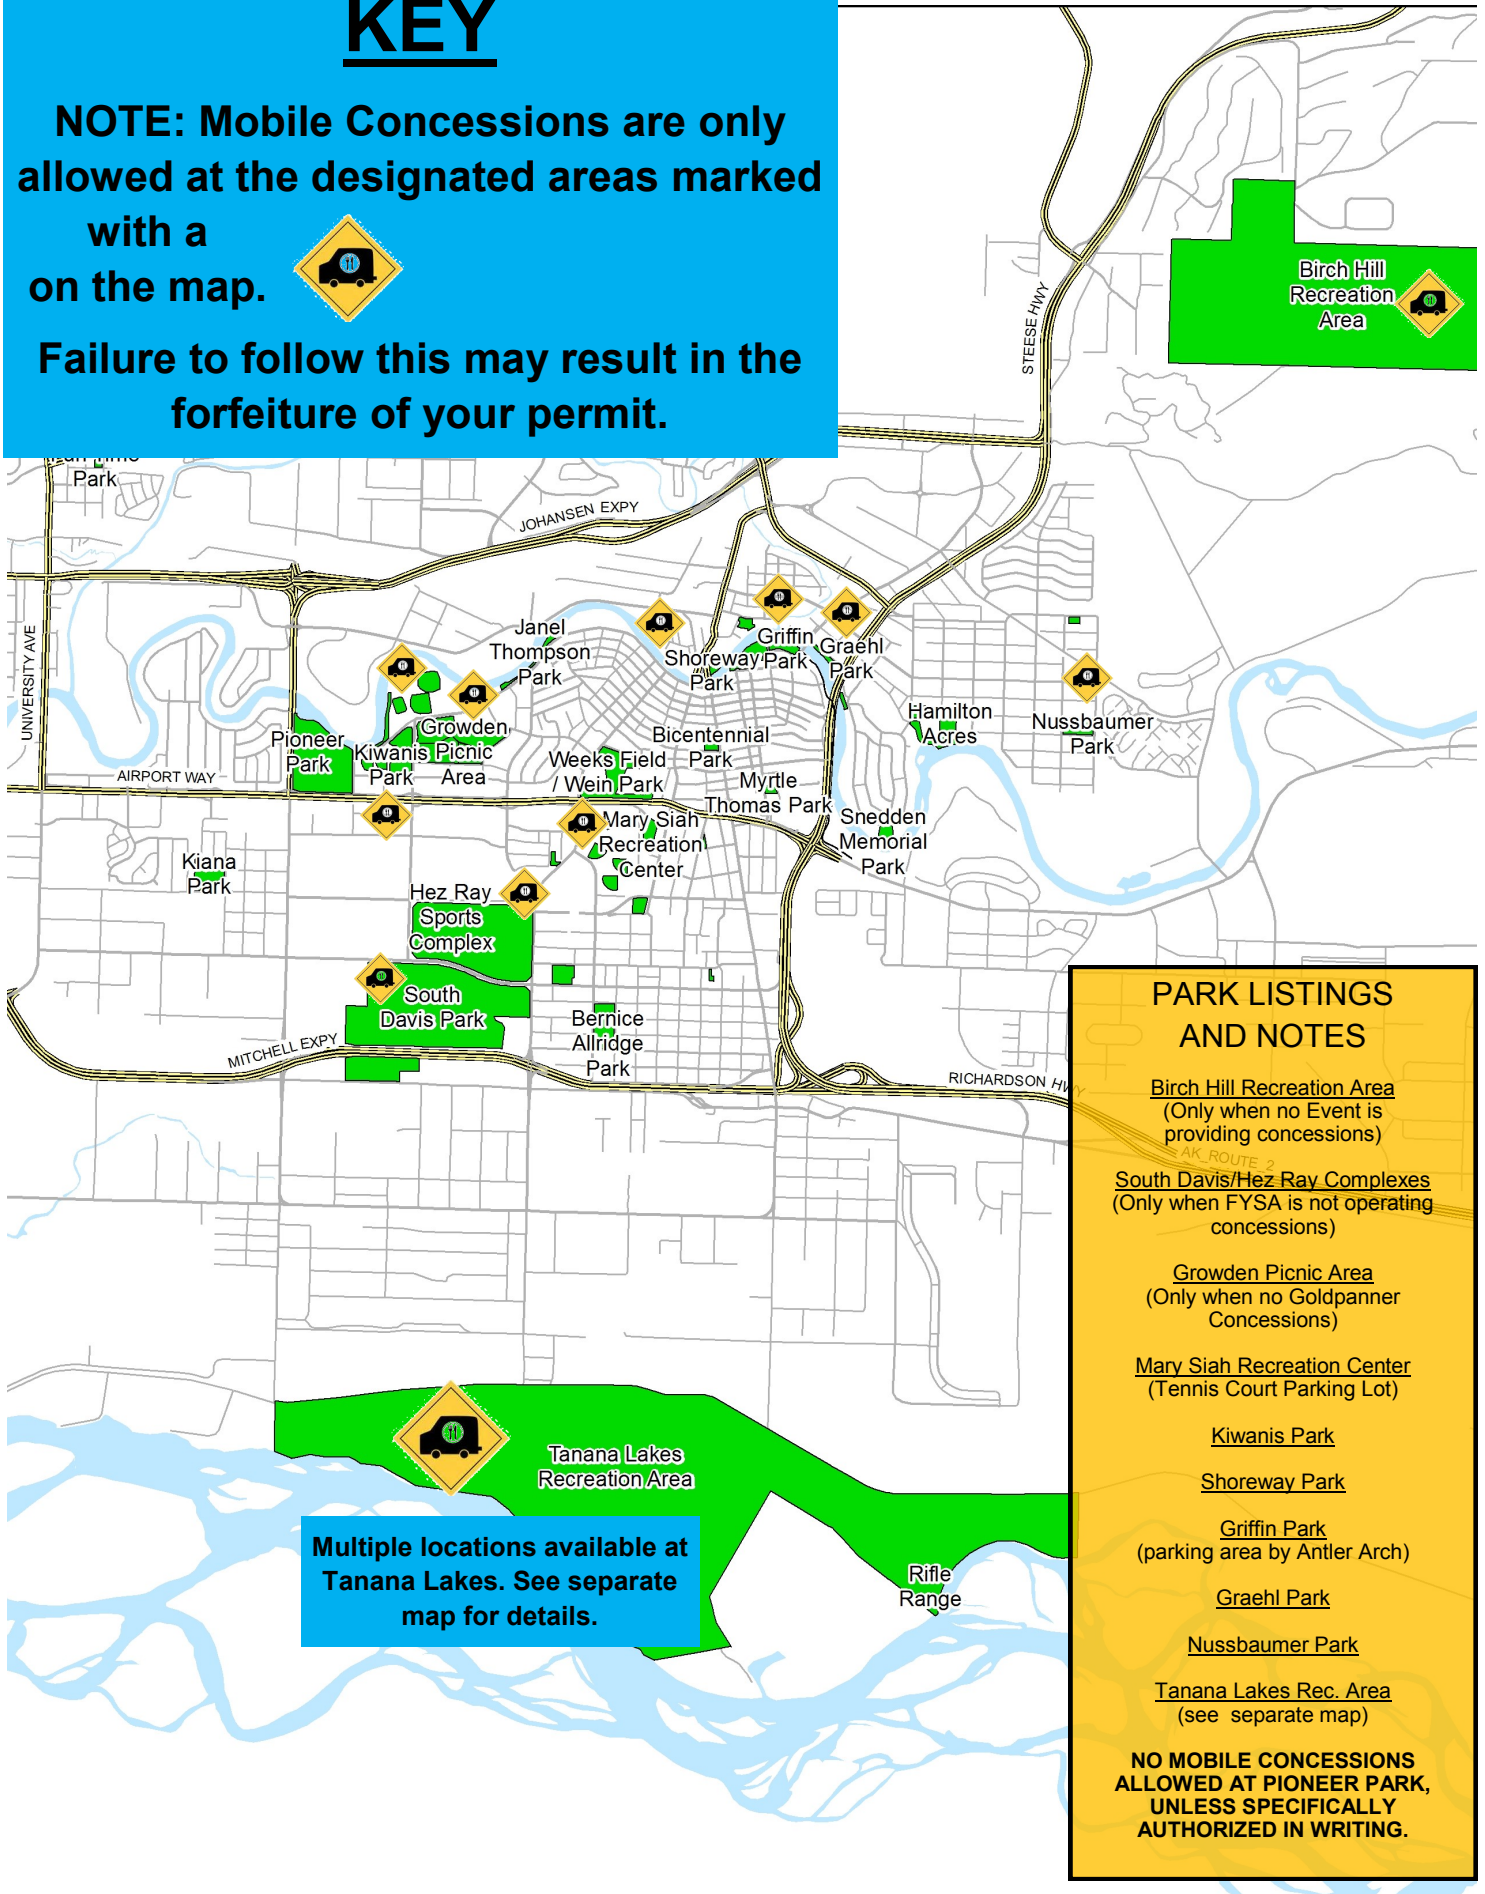 KEY
NOTE: Mobile Concessions are only
allowed at the designated areas marked
with a
on the map.
Failure to follow this may result in the
forfeiture of your permit.
Birch Hill
Recreation
Area
STEESE HWY
Park
JOHANSEN EXPY
UNIVERSITY AVE
Janel
Thompson
Park
Shoreway
Park
Griffin
Park
Graehl
Park
Pioneer
Park
Kiwanis
Park
Growden
Picnic
Area
Weeks Field
/ Wein Park
Bicentennial
Park
Myrtle
Thomas Park
Hamilton
Acres
Nussbaumer
Park
AIRPORT WAY
Mary Siah
Recreation
Center
Snedden
Memorial
Park
Kiana
Park
Hez Ray
Sports
Complex
South
Davis Park
Bernice
Allridge
Park
MITCHELL EXPY
RICHARDSON HWY
AK_ROUTE_2
Tanana Lakes
Recreation Area
Multiple locations available at
Tanana Lakes. See separate
map for details.
Rifle
Range
PARK LISTINGS
AND NOTES
Birch Hill Recreation Area
(Only when no Event is
providing concessions)
South Davis/Hez Ray Complexes
(Only when FYSA is not operating
concessions)
Growden Picnic Area
(Only when no Goldpanner
Concessions)
Mary Siah Recreation Center
(Tennis Court Parking Lot)
Kiwanis Park
Shoreway Park
Griffin Park
(parking area by Antler Arch)
Graehl Park
Nussbaumer Park
Tanana Lakes Rec. Area
(see separate map)
NO MOBILE CONCESSIONS
ALLOWED AT PIONEER PARK,
UNLESS SPECIFICALLY
AUTHORIZED IN WRITING.